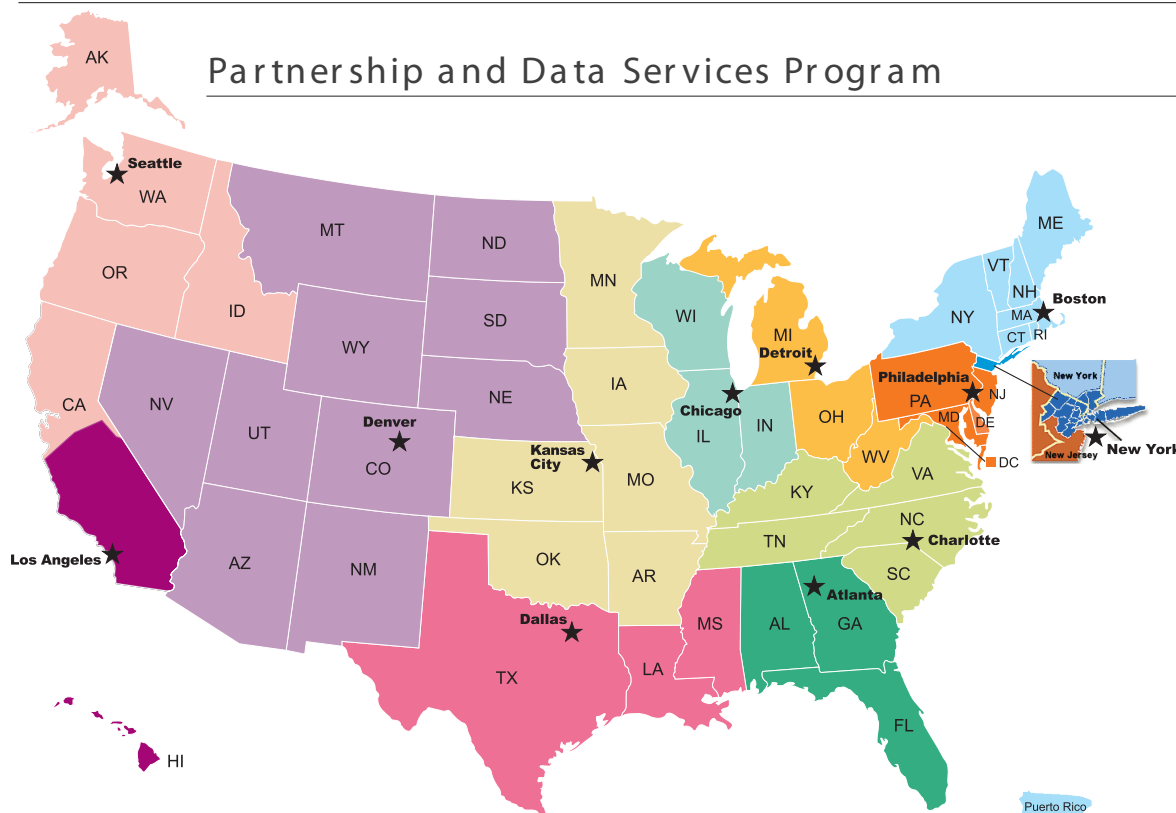 AK
Partnership and Data Services Program
Seattle
WA
MT
ND
ME
OR
VT
MN
ID
NH
Boston
SD
WI
NY
MA
MI
CT
RI
WY
Detroit
New York
IA
Philadelphia
NJ
NE
PA
CA
NV
Chicago
OH
MD
DE
Denver
UT
IL
IN
New York
CO
Kansas
City
WV
New Jersey
DC
KS
MO
KY
VA
NC
TN
Charlotte
Los Angeles
AZ
NM
OK
AR
SC
Atlanta
Dallas
MS
AL
GA
TX
LA
FL
HI
Puerto Rico